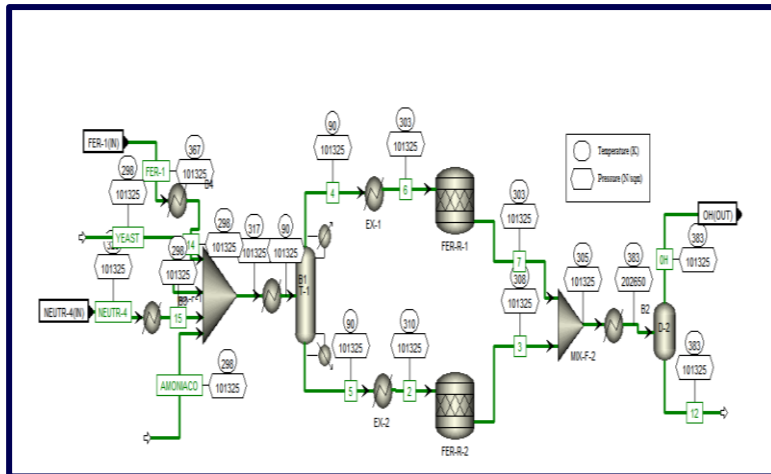 FER-1(IN)
367
FER-1
101325
B4
298
101325
YEAST
14
298
101325
101325
NEUTR-4(IN)
NEUTR-4
298
101325
15
317
101325
90
101325
AMONIACO
298
101325
B1
T-1
90
101325
4
EX-1
303
101325
6
FER-R-1
303
101325
7
308
101325
3
90
101325
5
EX-2
310
101325
2
FER-R-2
305
101325
MIX-F-2
383
202650
B2
D-2
Temperature (K)
Pressure (N/sqm)
OH(OUT)
383
101325
OH
383
101325
12